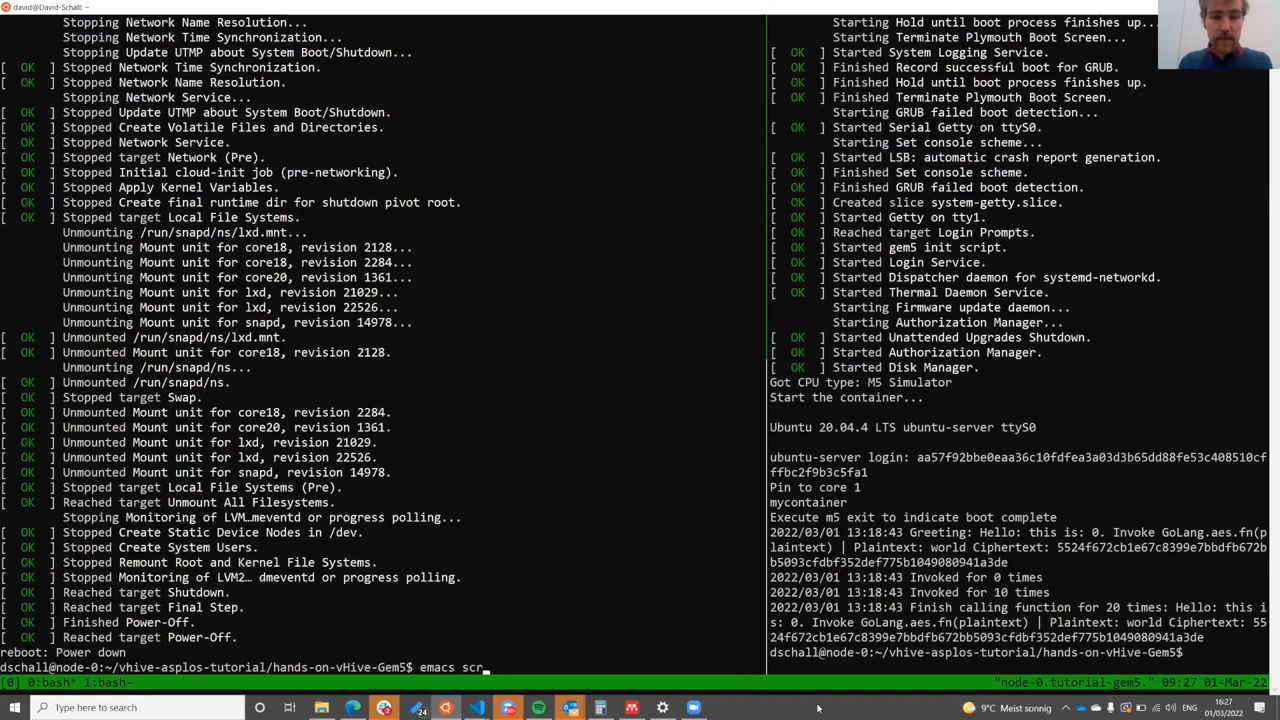 david@David-Schall: ~
Stopping Network Name Resolution...
Stopping Network Time Synchronization...
Stopping Update UTMP about System Boot/Shutdown...
[ OK ] Stopped Network Time Synchronization.
[ OK ] Stopped Network Name Resolution.
Stopping Network Service...
[ OK ] Stopped Update UTMP about System Boot/Shutdown.
[ OK ] Stopped Create Volatile Files and Directories.
[ OK ] Stopped Network Service.
[ OK ] Stopped target Network (Pre).
[ OK ] Stopped Initial cloud-init job (pre-networking).
[ OK ] Stopped Apply Kernel Variables.
[ OK ] Stopped Create final runtime dir for shutdown pivot root.
[ OK ] Stopped target Local File Systems.
Unmounting /run/snapd/ns/lxd.mnt...
Unmounting Mount unit for core18, revision 2128...
Unmounting Mount unit for core18, revision 2284...
Unmounting Mount unit for core20, revision 1361...
Unmounting Mount unit for lxd, revision 21029...
Unmounting Mount unit for lxd, revision 22526...
Unmounting Mount unit for snapd, revision 14978...
[ OK ] Unmounted /run/snapd/ns/lxd.mnt.
[ OK ] Unmounted Mount unit for core18, revision 2128.
Unmounting /run/snapd/ns...
[ OK ] Unmounted /run/snapd/ns.
[ OK ] Stopped target Swap.
[ OK ] Unmounted Mount unit for core18, revision 2284.
[ OK ] Unmounted Mount unit for core20, revision 1361.
[ OK ] Unmounted Mount unit for lxd, revision 21029.
[ OK ] Unmounted Mount unit for lxd, revision 22526.
[ OK ] Unmounted Mount unit for snapd, revision 14978.
[ OK ] Stopped target Local File Systems (Pre).
[ OK ] Reached target Unmount All Filesystems.
Stopping Monitoring of LVM…meventd or progress polling...
[ OK ] Stopped Create Static Device Nodes in /dev.
[ OK ] Stopped Create System Users.
[ OK ] Stopped Remount Root and Kernel File Systems.
[ OK ] Stopped Monitoring of LVM2… dmeventd or progress polling.
[ OK ] Reached target Shutdown.
[ OK ] Reached target Final Step.
[ OK ] Finished Power-Off.
[ OK ] Reached target Power-Off.
reboot: Power down
dschall@node-0:~/vhive-asplos-tutorial/hands-on-vHive-Gem5$ emacs scr
Starting Hold until boot process finishes up...
Starting Terminate Plymouth Boot Screen...
[ OK ] Started System Logging Service.
[ OK ] Finished Record successful boot for GRUB.
[ OK ] Finished Hold until boot process finishes up.
[ OK ] Finished Terminate Plymouth Boot Screen.
Starting GRUB failed boot detection...
[ OK ] Started Serial Getty on ttyS0.
Starting Set console scheme...
[ OK ] Started LSB: automatic crash report generation.
[ OK ] Finished Set console scheme.
[ OK ] Finished GRUB failed boot detection.
[ OK ] Created slice system-getty.slice.
[ OK ] Started Getty on tty1.
[ OK ] Reached target Login Prompts.
[ OK ] Started gem5 init script.
[ OK ] Started Login Service.
[ OK ] Started Dispatcher daemon for systemd-networkd.
[ OK ] Started Thermal Daemon Service.
Starting Firmware update daemon...
Starting Authorization Manager...
[ OK ] Started Unattended Upgrades Shutdown.
[ OK ] Started Authorization Manager.
[ OK ] Started Disk Manager.
Got CPU type: M5 Simulator
Start the container...
Ubuntu 20.04.4 LTS ubuntu-server ttyS0
ubuntu-server login: aa57f92bbe0eaa36c10fdfea3a03d3b65dd88fe53c408510cf
ffbc2f9b3c5fa1
Pin to core 1
mycontainer
Execute m5 exit to indicate boot complete
2022/03/01 13:18:43 Greeting: Hello: this is: 0. Invoke GoLang.aes.fn(p
laintext) | Plaintext: world Ciphertext: 5524f672cb1e67c8399e7bbdfb672b
b5093cfdbf3dbf2ef775b1049080941a3de
2022/03/01 13:18:43 Invoked for 0 times
2022/03/01 13:18:43 Invoked for 10 times
2022/03/01 13:18:43 Finish calling function for 20 times: Hello: this i
s: 0. Invoke GoLang.aes.fn(plaintext) | Plaintext: world Ciphertext: 55
24f672cb1e67c8399e7bbdfb672bb5093cfdbf3dbf2ef775b1049080941a3de
dschall@node-0:~/vhive-asplos-tutorial/hands-on-vHive-Gem5$
[0] 0:bash* 1:bash-
"node-0.tutorial-gem5." 09:27 01-Mar-22
Type here to search
24
9°C Meist sonnig
ENG
16:27
01/03/2022